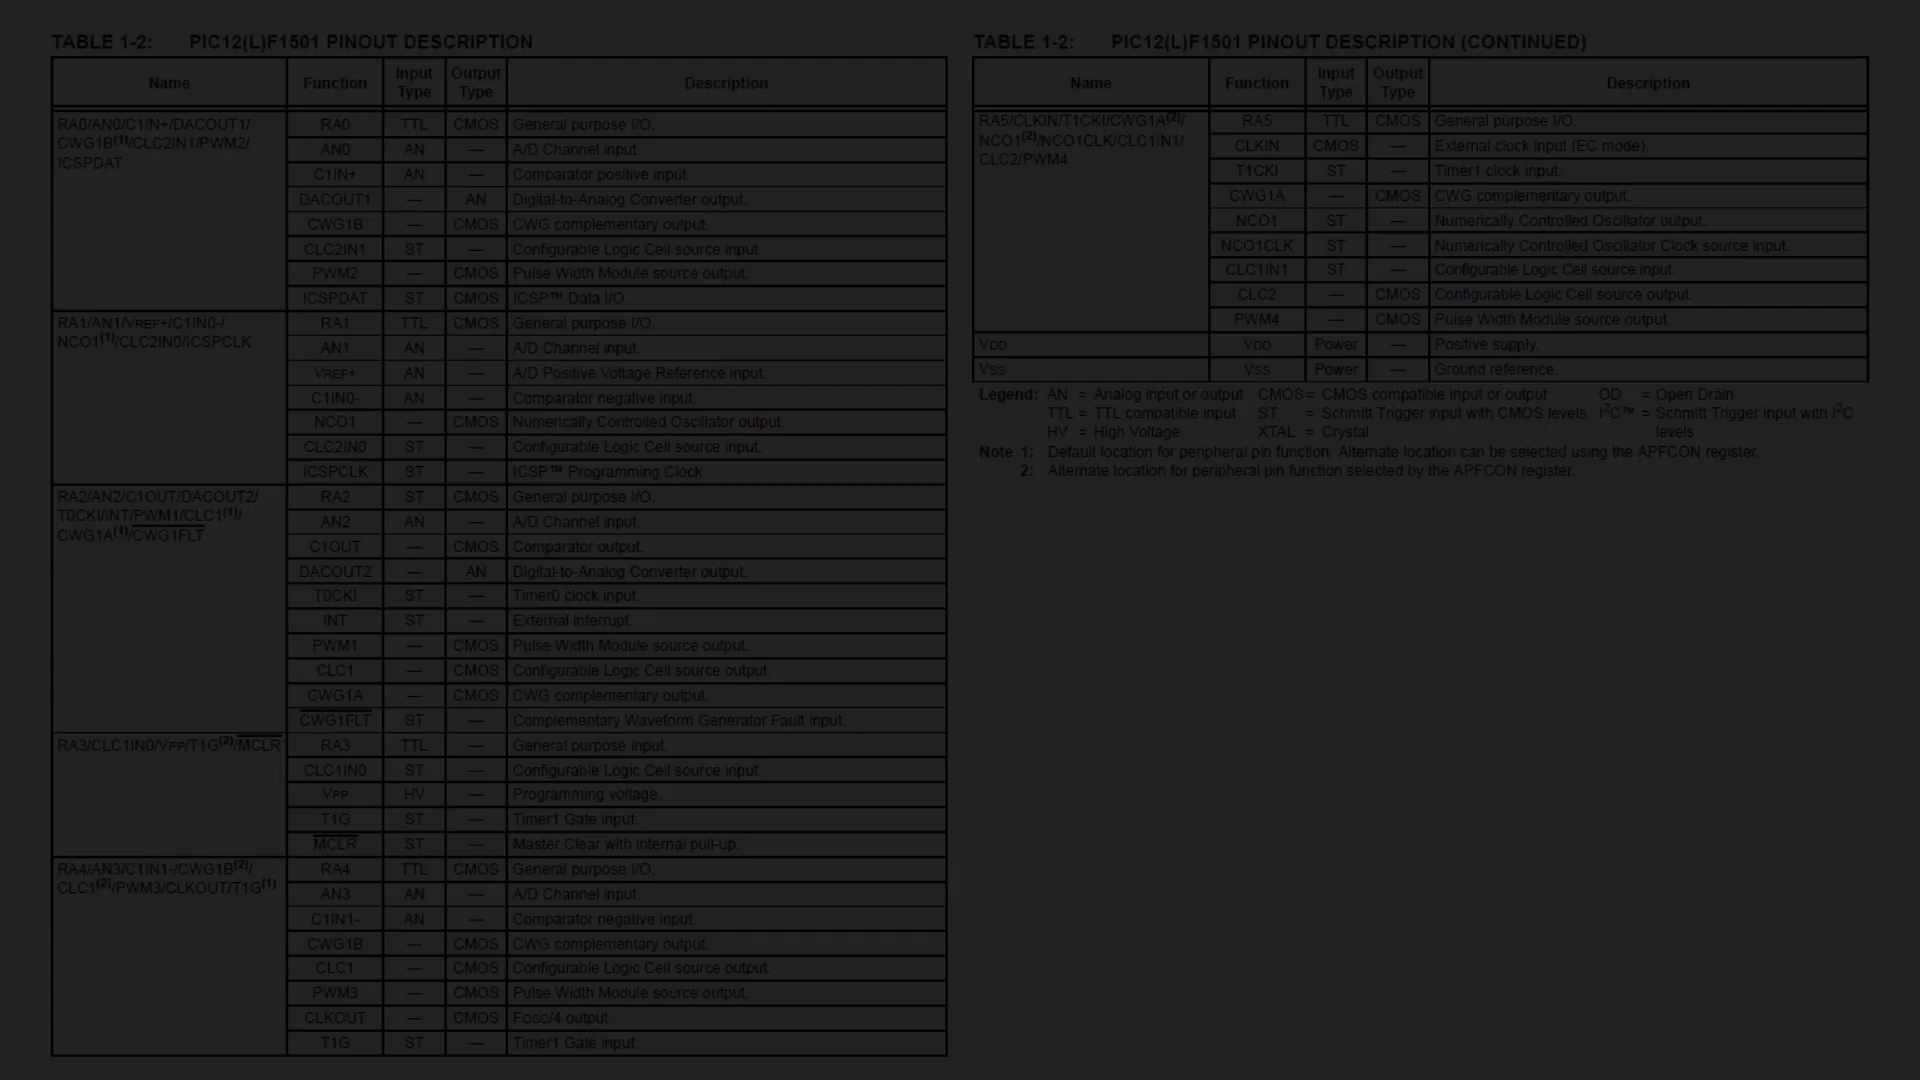 TABLE 1-2: PIC12(L)F1501 PINOUT DESCRIPTION
Name Function Input Type Output Type Description
RA0/AN0/C1IN+/DACOUT1/
CWG1B(1)/CLC2IN1/PWM2/
ICSPDAT
RA0 TTL CMOS General purpose I/O.
AN0 AN — A/D Channel input.
C1IN+ AN — Comparator positive input.
DACOUT1 — AN Digital-to-Analog Converter output.
CWG1B — CMOS CWG complementary output.
CLC2IN1 ST — Configurable Logic Cell source input.
PWM2 — CMOS Pulse Width Module source output.
ICSPDAT ST CMOS ICSP™ Data I/O.
RA1/AN1/VREF+/C1IN0-/
NCO1(1)/CLC2IN0/ICSPCLK
RA1 TTL CMOS General purpose I/O.
AN1 AN — A/D Channel input.
VREF+ AN — A/D Positive Voltage Reference input.
C1IN0- AN — Comparator negative input.
NCO1 — CMOS Numerically Controlled Oscillator output.
CLC2IN0 ST — Configurable Logic Cell source input.
ICSPCLK ST — ICSP™ Programming Clock.
RA2/AN2/C1OUT/DACOUT2/
T0CKI/INT/PWM1/CLC1(1)/
CWG1A(1)/CWG1FLT
RA2 ST CMOS General purpose I/O.
AN2 AN — A/D Channel input.
C1OUT — CMOS Comparator output.
DACOUT2 — AN Digital-to-Analog Converter output.
T0CKI ST — Timer0 clock input.
INT ST — External interrupt.
PWM1 — CMOS Pulse Width Module source output.
CLC1 — CMOS Configurable Logic Cell source output.
CWG1A — CMOS CWG complementary output.
CWG1FLT ST — Complementary Waveform Generator Fault input.
RA3/CLC1IN0/VPP/T1G(2)/MCLR
RA3 TTL — General purpose input.
CLC1IN0 ST — Configurable Logic Cell source input
VPP HV — Programming voltage.
T1G ST — Timer1 Gate input.
MCLR ST — Master Clear with internal pull-up.
RA4/AN3/C1IN1-/CWG1B(2)/
CLC1(2)/PWM3/CLKOUT/T1G(1)
RA4 TTL CMOS General purpose I/O.
AN3 AN — A/D Channel input.
C1IN1- AN — Comparator negative input.
CWG1B — CMOS CWG complementary output.
CLC1 — CMOS Configurable Logic Cell source output.
PWM3 — CMOS Pulse Width Module source output.
CLKOUT — CMOS FOSC/4 output.
T1G ST — Timer1 Gate input.
TABLE 1-2: PIC12(L)F1501 PINOUT DESCRIPTION (CONTINUED)
Name Function Input Type Output Type Description
RA5/CLKIN/T1CKI/CWG1A(2)/
NCO1(2)/NCO1CLK/CLC1IN1/
CLC2/PWM4
RA5 TTL CMOS General purpose I/O.
CLKIN CMOS — External clock input (EC mode).
T1CKI ST — Timer1 clock input.
CWG1A — CMOS CWG complementary output.
NCO1 ST — Numerically Controlled Oscillator output.
NCO1CLK ST — Numerically Controlled Oscillator Clock source input.
CLC1IN1 ST — Configurable Logic Cell source input.
CLC2 — CMOS Configurable Logic Cell source output.
PWM4 — CMOS Pulse Width Module source output.
VDD VDD Power — Positive supply.
VSS VSS Power — Ground reference.
Legend: AN = Analog input or output CMOS = CMOS compatible input or output OD = Open Drain
TTL = TTL compatible input ST = Schmitt Trigger input with CMOS levels I2C™ = Schmitt Trigger input with I2C
HV = High Voltage XTAL = Crystal levels
Note 1: Default location for peripheral pin function. Alternate location can be selected using the APFCON register.
2: Alternate location for peripheral pin function selected by the APFCON register.